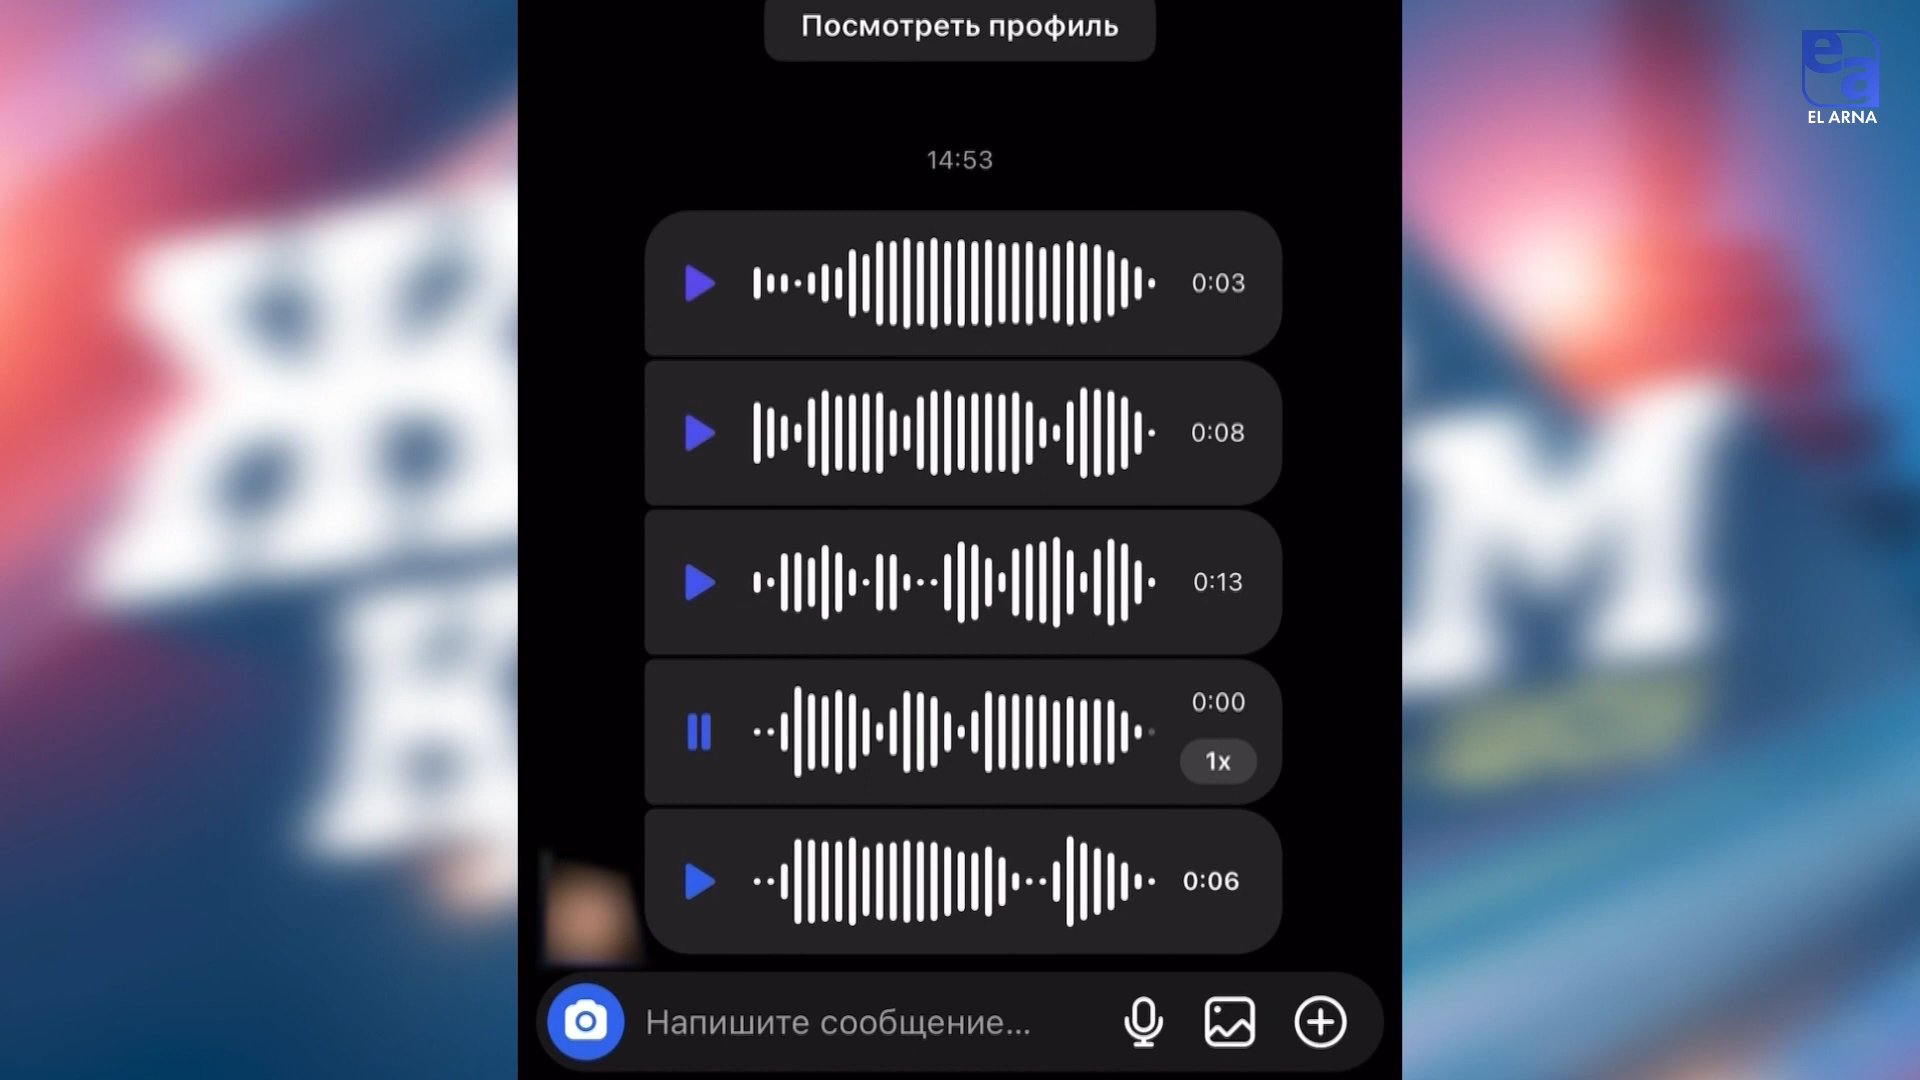 Посмотреть профиль
ea
EL ARNA
14:53
0:03
0:08
0:13
0:00
1x
0:06
Напишите сообщение...